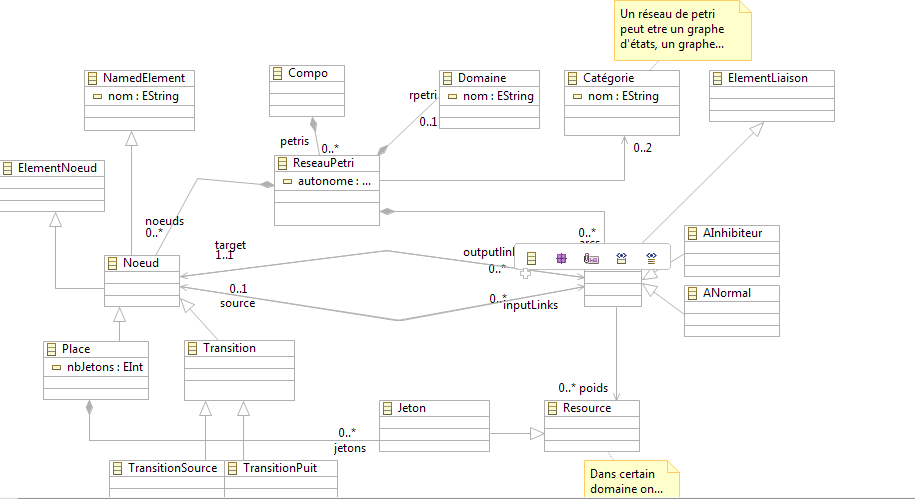 Un réseau de petri
peut etre un graphe
d'états, un graphe...
NamedElement
nom : EString
Compo
Domaine
nom : EString
Catégorie
nom : EString
ElementLiaison
rpetri
0..1
petris
0..*
0..2
ElementNoeud
ReseauPetri
autonome : ...
noeuds
0..*
target
1..1
outputlink
0..*
0..*
AInhibiteur
Noeud
0..1
source
0..*
inputLinks
ANormal
Place
nbJetons : EInt
Transition
0..* poids
Jeton
Resource
0..*
jetons
TransitionSource
TransitionPuit
Dans certain
domaine on...